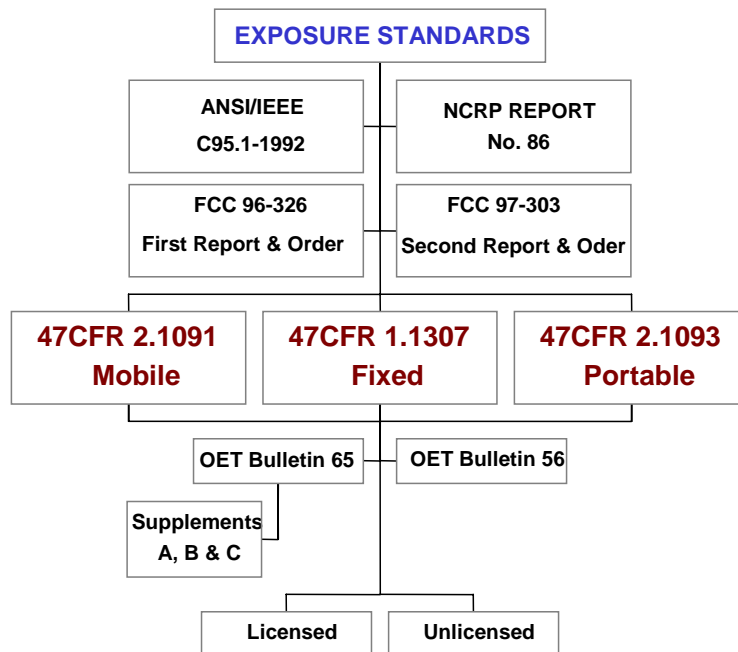 EXPOSURE STANDARDS
ANSI/IEEE
C95.1-1992
NCRP REPORT
No. 86
FCC 96-326
First Report & Order
FCC 97-303
Second Report & Oder
47CFR 2.1091
Mobile
47CFR 1.1307
Fixed
47CFR 2.1093
Portable
OET Bulletin 65
OET Bulletin 56
Supplements
A, B & C
Licensed
Unlicensed